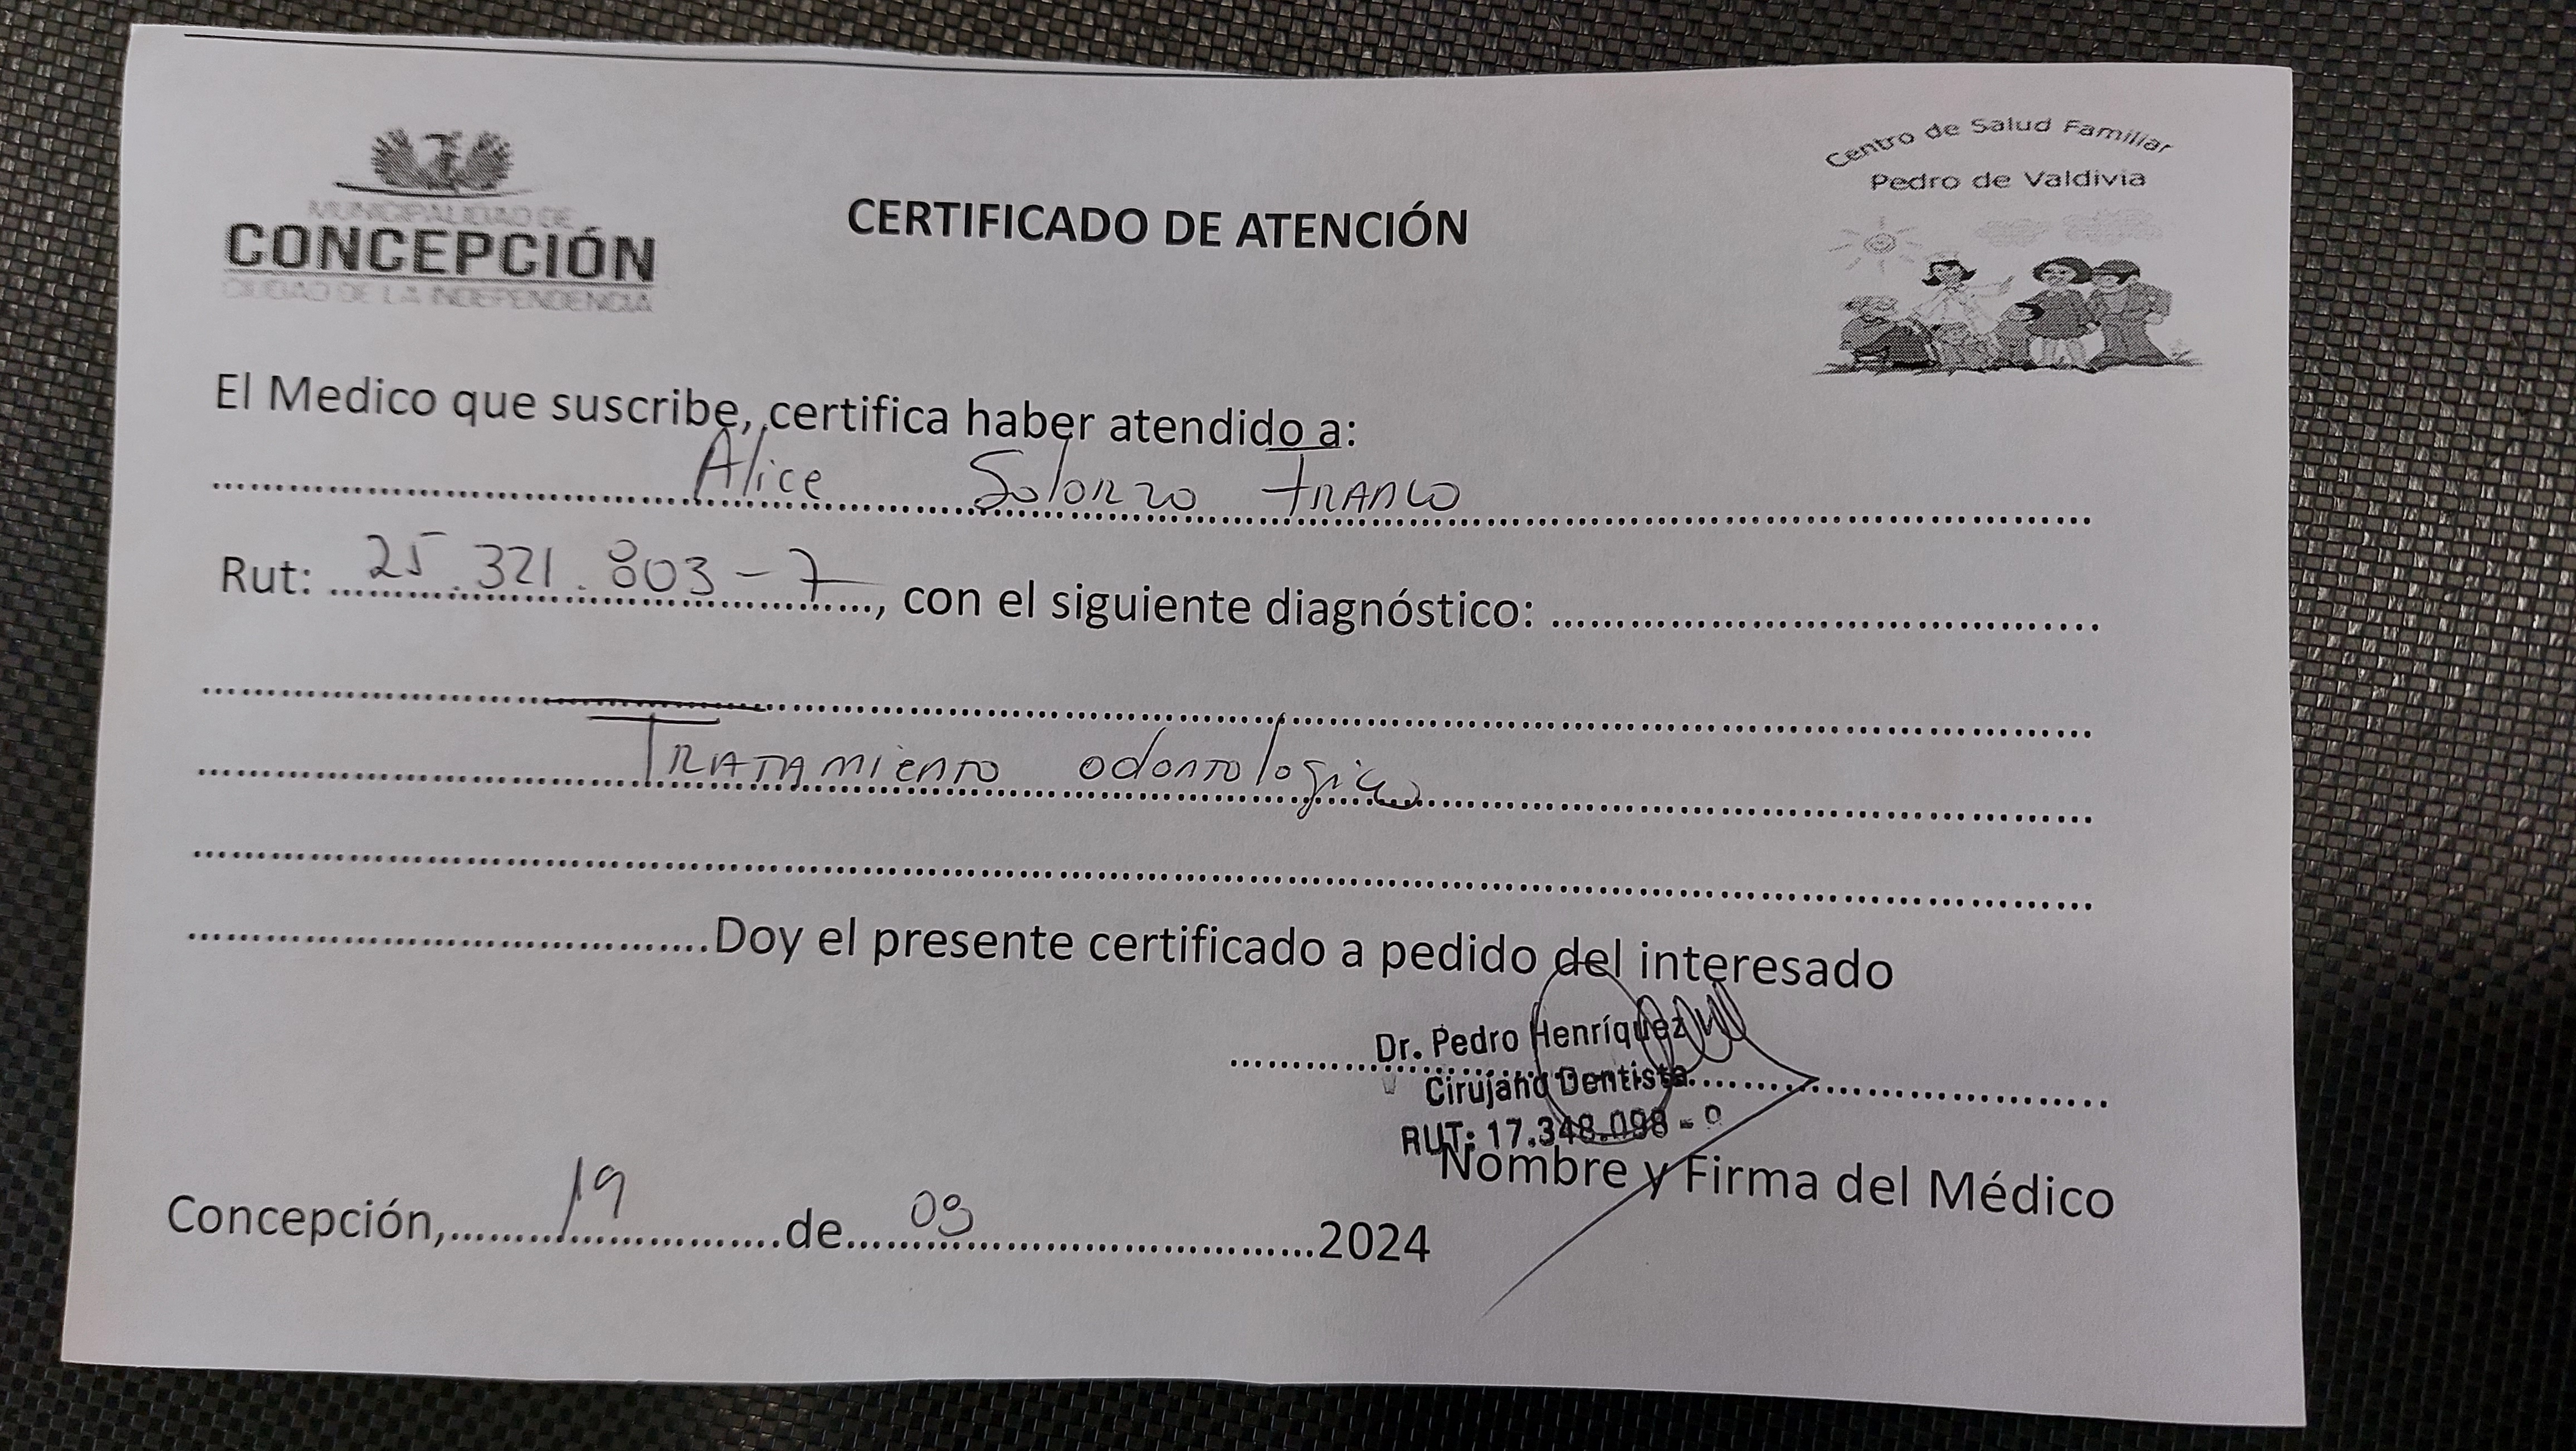 MUNICIPALIDAD DE
CONCEPCIÓN
CIUDAD DE LA INDEPENDENCIA
CERTIFICADO DE ATENCIÓN
Centro de Salud Familiar
Pedro de Valdivia
El Medico que suscribe, certifica haber atendido a:
Alice Solorzo Franco
Rut: 25.321.803-7, con el siguiente diagnóstico:
Tratamiento odontologico
Doy el presente certificado a pedido del interesado
Dr. Pedro Henríquez
Cirujano Dentista
RUT: 17.348.098 - 0
Nombre y Firma del Médico
Concepción, 19 de 09 2024